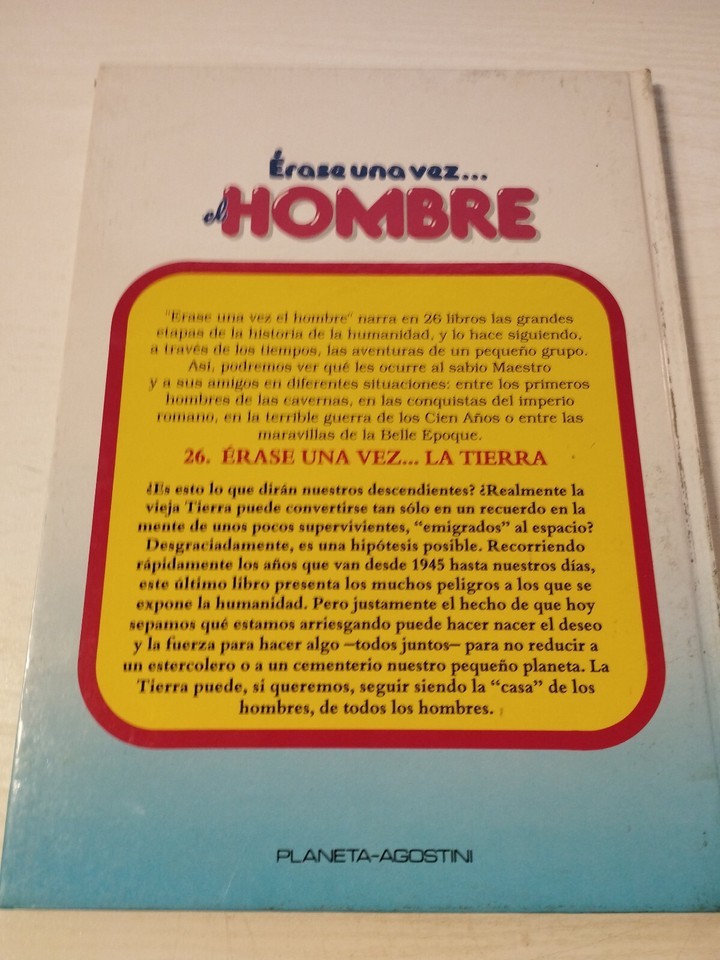 Érase una vez...
el HOMBRE
"Érase una vez el hombre" narra en 26 libros las grandes
etapas de la historia de la humanidad, y lo hace siguiendo,
a través de los tiempos, las aventuras de un pequeño grupo.
Así, podremos ver qué les ocurre al sabio Maestro
y a sus amigos en diferentes situaciones: entre los primeros
hombres de las cavernas, en las conquistas del imperio
romano, en la terrible guerra de los Cien Años o entre las
maravillas de la Belle Epoque.
26. ÉRASE UNA VEZ... LA TIERRA
¿Es esto lo que dirán nuestros descendientes? ¿Realmente la
vieja Tierra puede convertirse tan sólo en un recuerdo en la
mente de unos pocos supervivientes, “emigrados” al espacio?
Desgraciadamente, es una hipótesis posible. Recorriendo
rápidamente los años que van desde 1945 hasta nuestros días,
este último libro presenta los muchos peligros a los que se
expone la humanidad. Pero justamente el hecho de que hoy
sepamos qué estamos arriesgando puede hacer nacer el deseo
y la fuerza para hacer algo –todos juntos– para no reducir a
un estercolero o a un cementerio nuestro pequeño planeta. La
Tierra puede, si queremos, seguir siendo la “casa” de los
hombres, de todos los hombres.
PLANETA-AGOSTINI